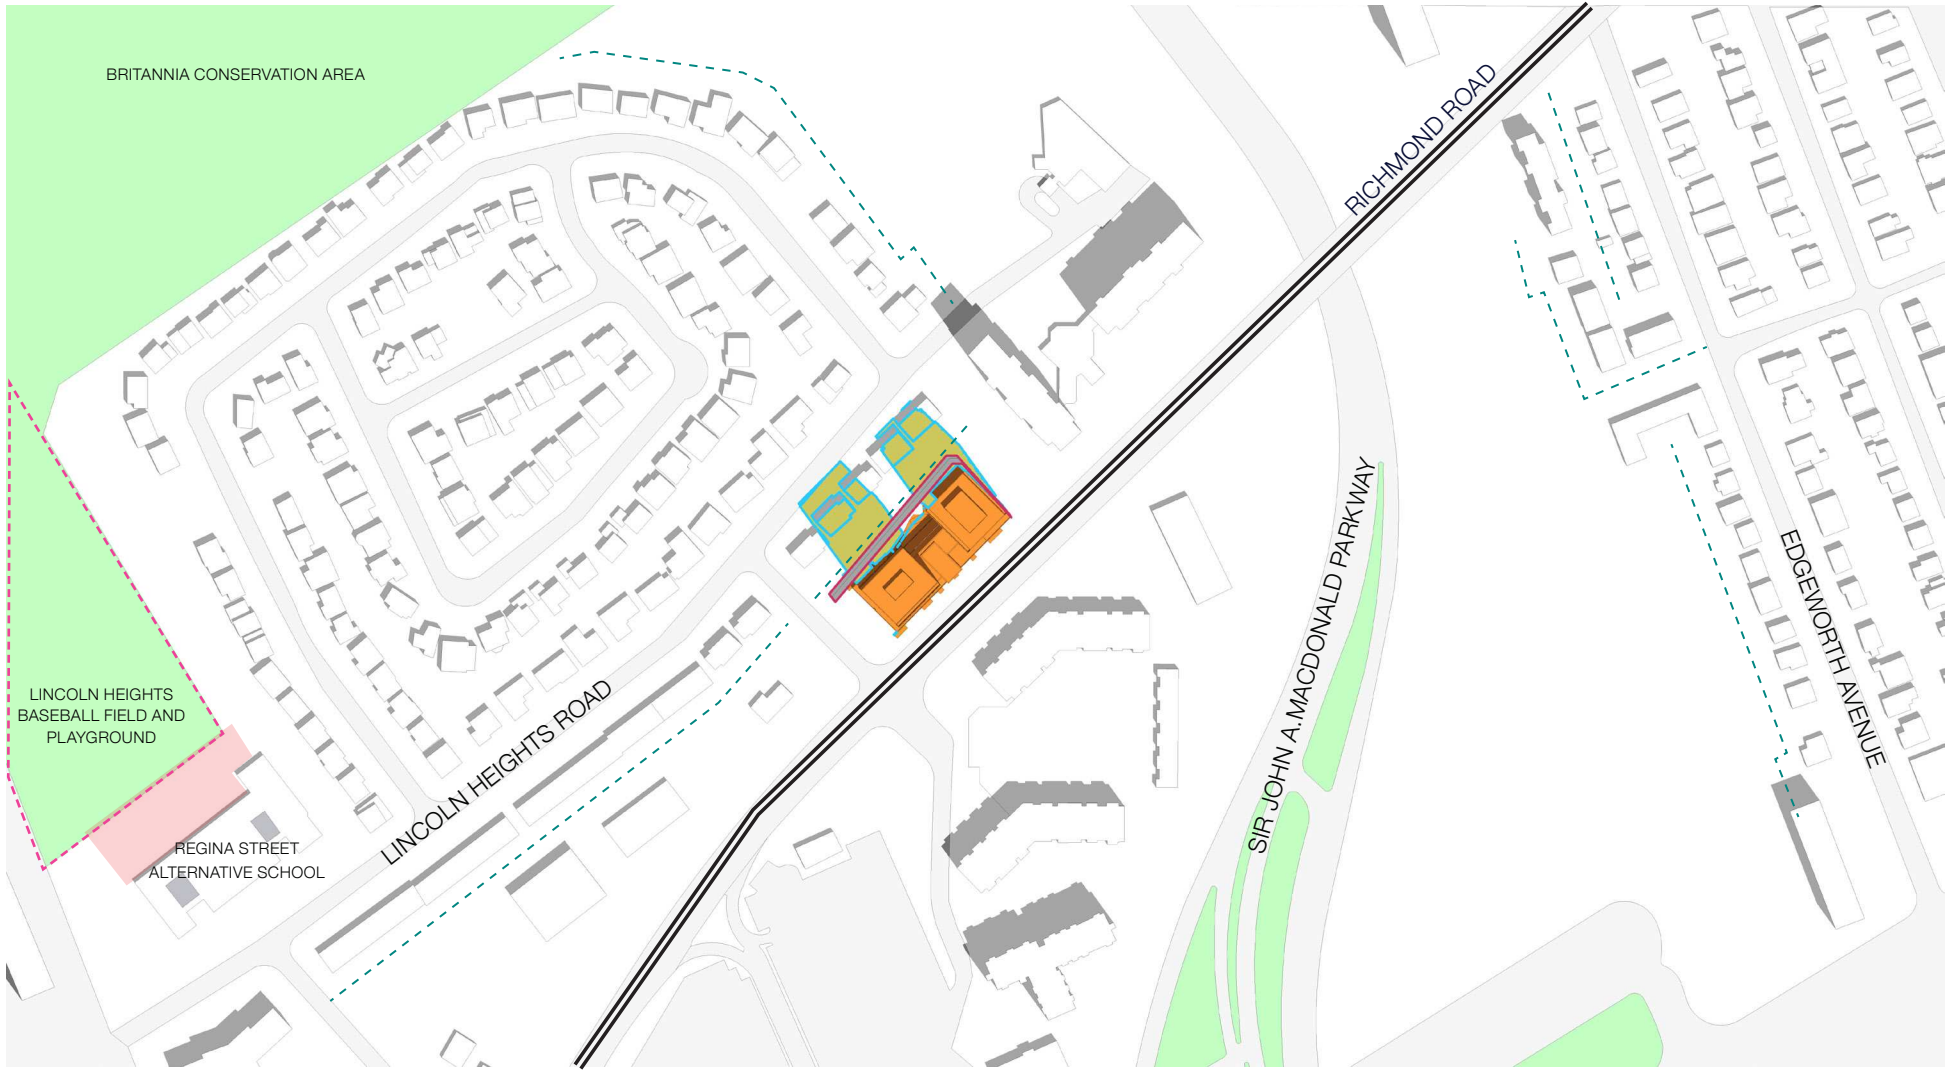 BRITANNIA CONSERVATION AREA
RICHMOND ROAD
SIR JOHN A.MACDONALD PARKWAY
EDGEWORTH AVENUE
LINCOLN HEIGHTS
BASEBALL FIELD AND
PLAYGROUND
LINCOLN HEIGHTS ROAD
REGINA STREET
ALTERNATIVE SCHOOL